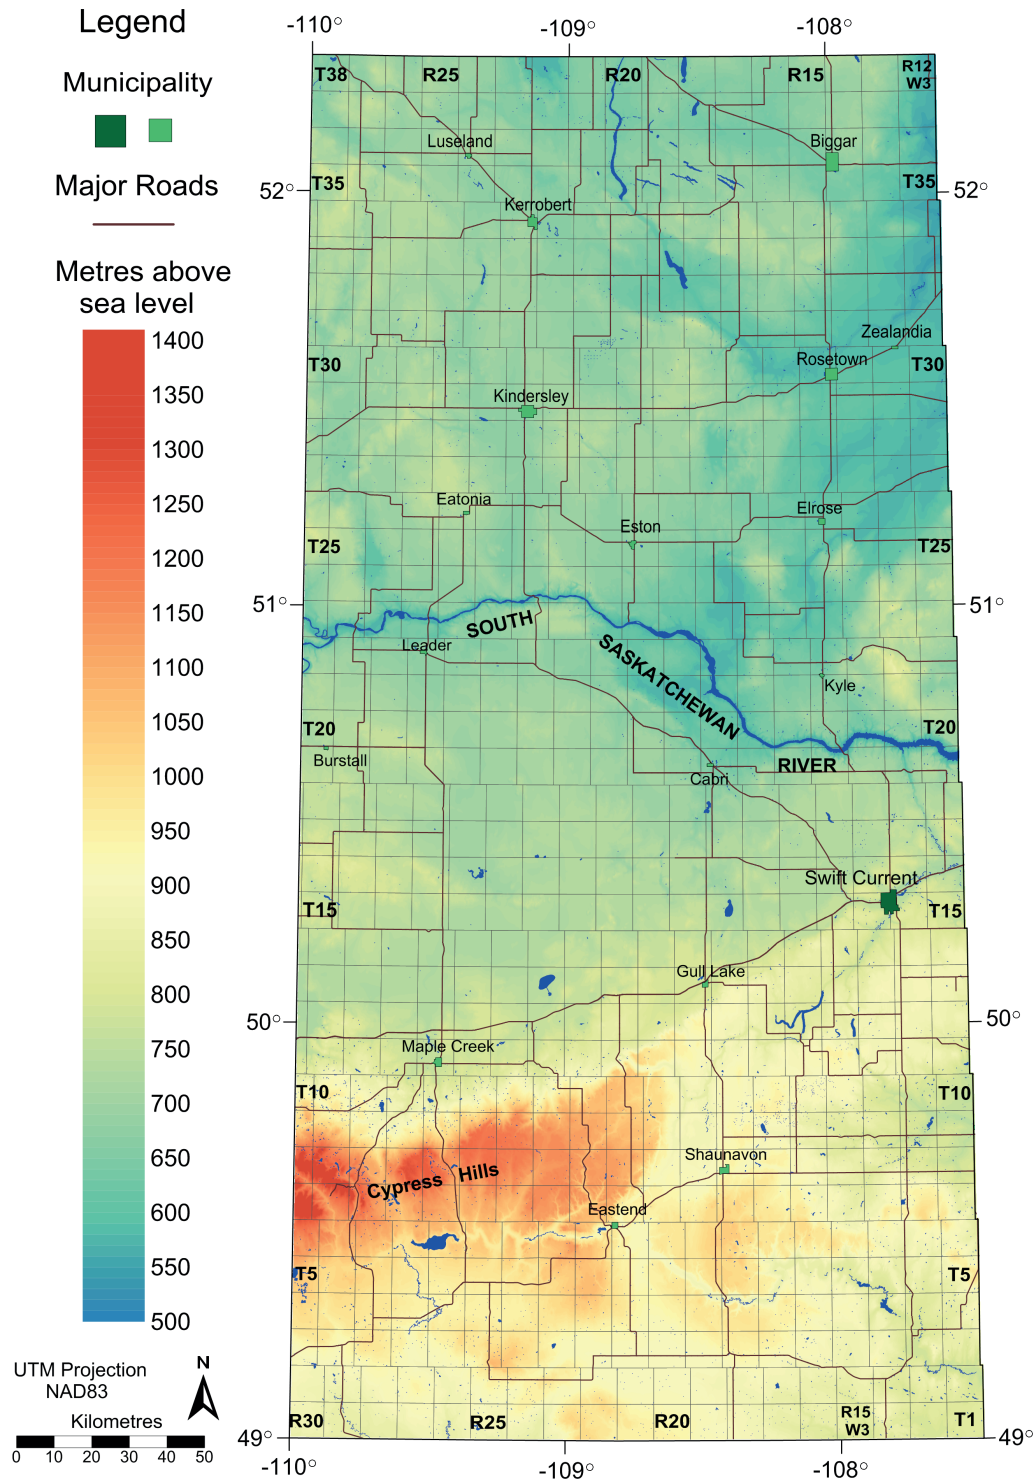 Legend
Municipality
Major Roads
Metres above
sea level
1400
1350
1300
1250
1200
1150
1100
1050
1000
950
900
850
800
750
700
650
600
550
500
UTM Projection
NAD83
N
Kilometres
0 10 20 30 40 50
-110° -109° -108°
T38 R25 R20 R15 R12
W3
Luseland Biggar
T35 T35
52° 52°
Kerrobert
Zealandia
T30 Rosetown T30
Kindersley
Eatonia Elrose
Eston
T25 T25
51° 51°
SOUTH
SASKATCHEWAN
RIVER
Leader
Kyle
T20 T20
Burstall
Cabri
Swift Current
T15 T15
Gull Lake
50° 50°
Maple Creek
T10 T10
Shaunavon
Cypress Hills
Eastend
T5 T5
R30 R25 R20 R15
W3
T1
49° 49°
-110° -109° -108°